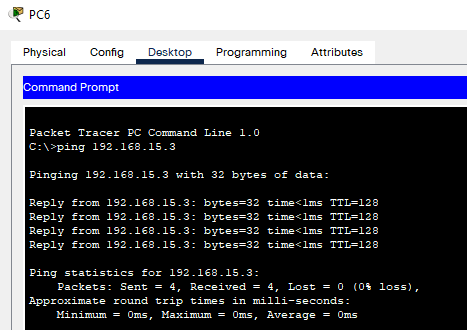 PC6
Physical Config Desktop Programming Attributes
Command Prompt
Packet Tracer PC Command Line 1.0
C:\>ping 192.168.15.3
Pinging 192.168.15.3 with 32 bytes of data:
Reply from 192.168.15.3: bytes=32 time<1ms TTL=128
Reply from 192.168.15.3: bytes=32 time<1ms TTL=128
Reply from 192.168.15.3: bytes=32 time<1ms TTL=128
Reply from 192.168.15.3: bytes=32 time<1ms TTL=128
Ping statistics for 192.168.15.3:
    Packets: Sent = 4, Received = 4, Lost = 0 (0% loss),
Approximate round trip times in milli-seconds:
    Minimum = 0ms, Maximum = 0ms, Average = 0ms